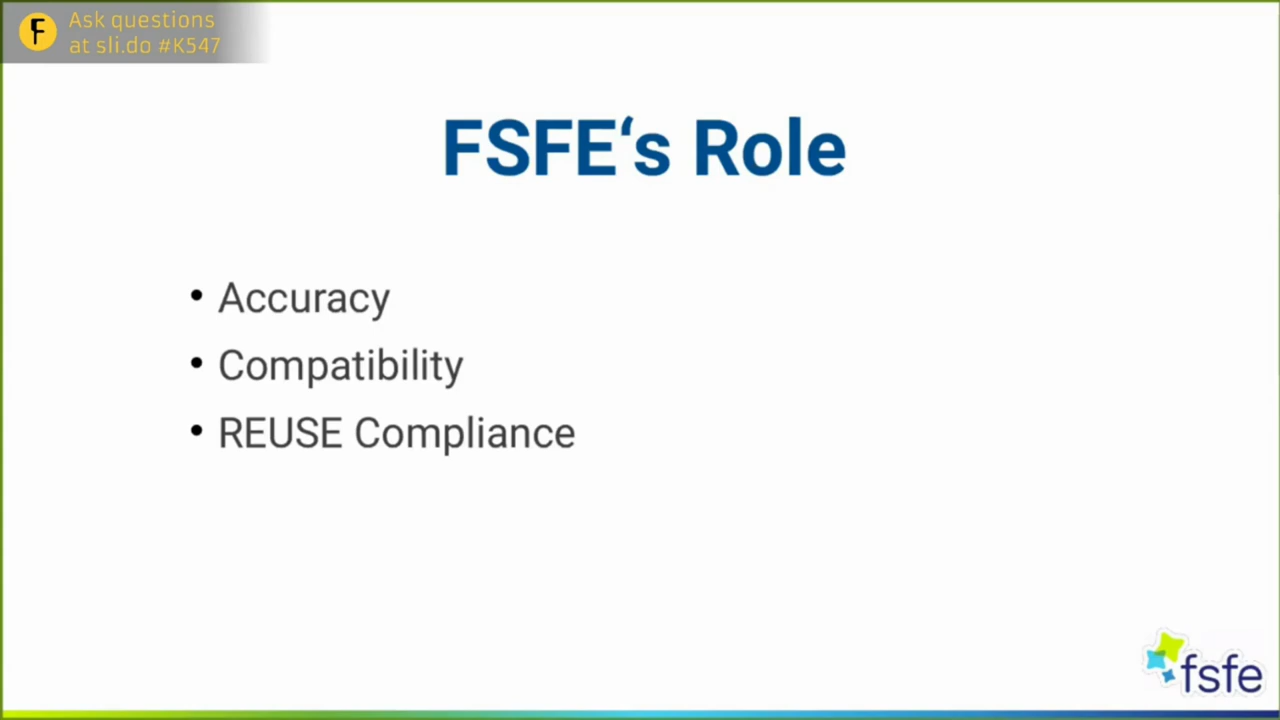 F
Ask questions
at sli.do #K547
FSFE‘s Role
• Accuracy
• Compatibility
• REUSE Compliance
fsfe